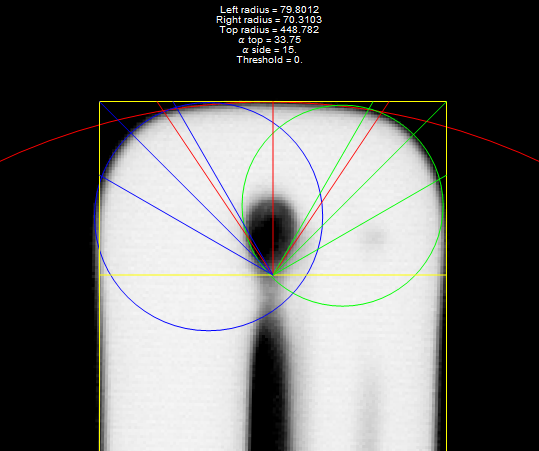 Left radius = 79.8012
Right radius = 70.3103
Top radius = 448.782
α top = 33.75
α side = 15.
Threshold = 0.